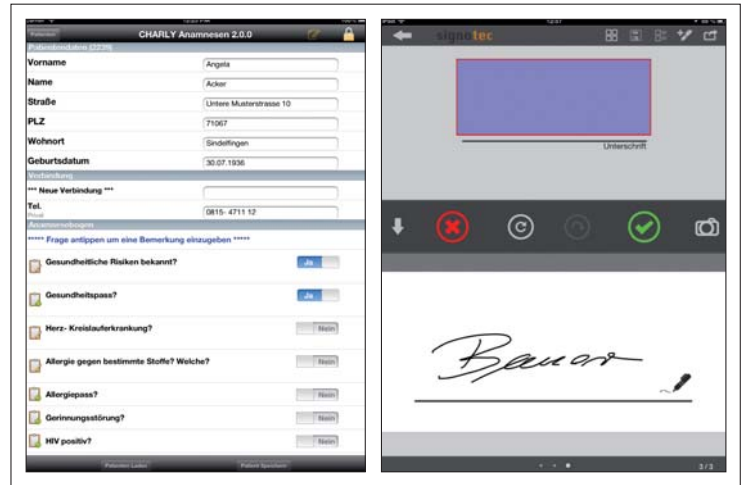 Patienten
CHARLY Anamnesen 2.0.0
Patientendaten (2239)
Vorname
Angela
Name
Acker
Straße
Untere Musterstrasse 10
PLZ
71067
Wohnort
Sindelfingen
Geburtsdatum
30.07.1936
Verbindung
*** Neue Verbindung ***
Tel.
Privat
0815- 4711 12
Anamnesebogen
***** Frage antippen um eine Bemerkung einzugeben *****
Gesundheitliche Risiken bekannt?
Ja
Gesundheitspass?
Ja
Herz- Kreislauferkrankung?
Nein
Allergie gegen bestimmte Stoffe? Welche?
Nein
Allergiepass?
Nein
Gerinnungsstörung?
Nein
HIV positiv?
Nein
Patienten Laden
Patient Speichern
12:57
signotec
Unterschrift
Bauer
3/3